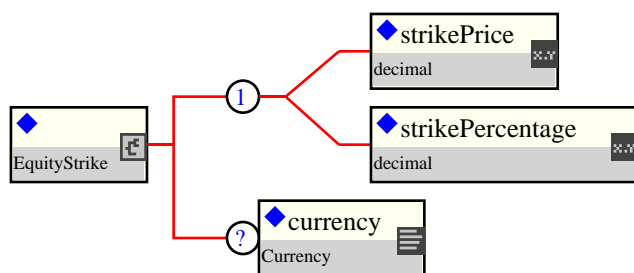 strikePrice
x.y
decimal
1
strikePercentage
x.y
decimal
EquityStrike
?
currency
Currency